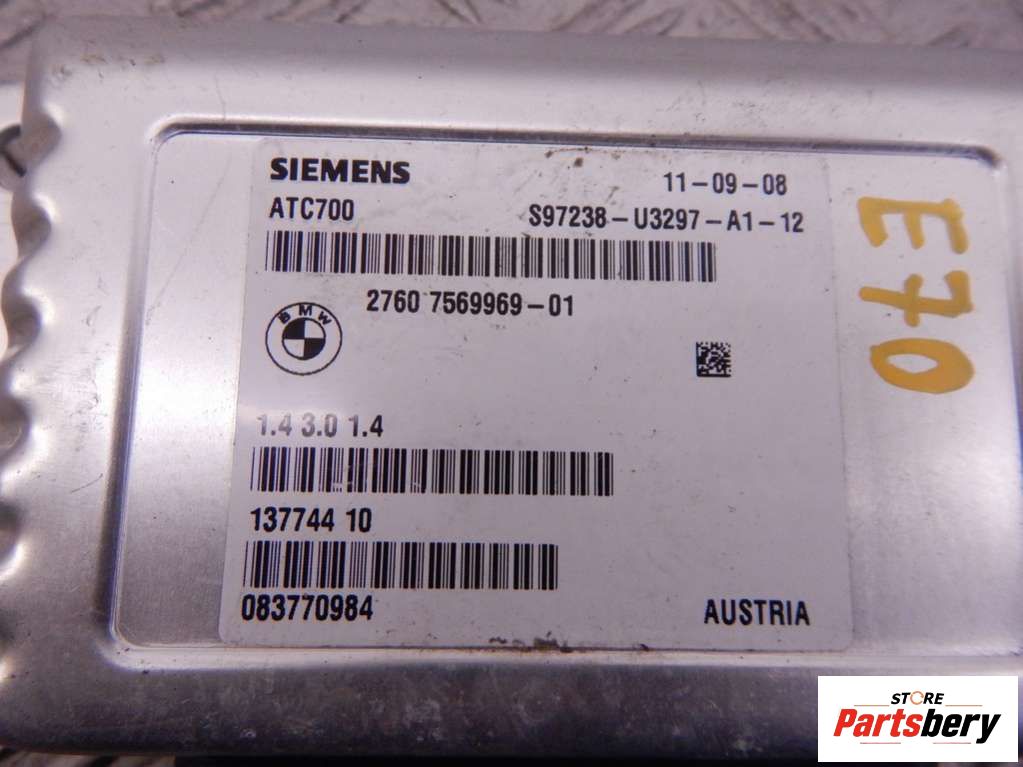 SIEMENS
11-09-08
ATC700
S97238-U3297-A1-12
2760 7569969-01
BMW
1.4 3.0 1.4
137744 10
083770984
AUSTRIA
E70
STORE
Partsbery